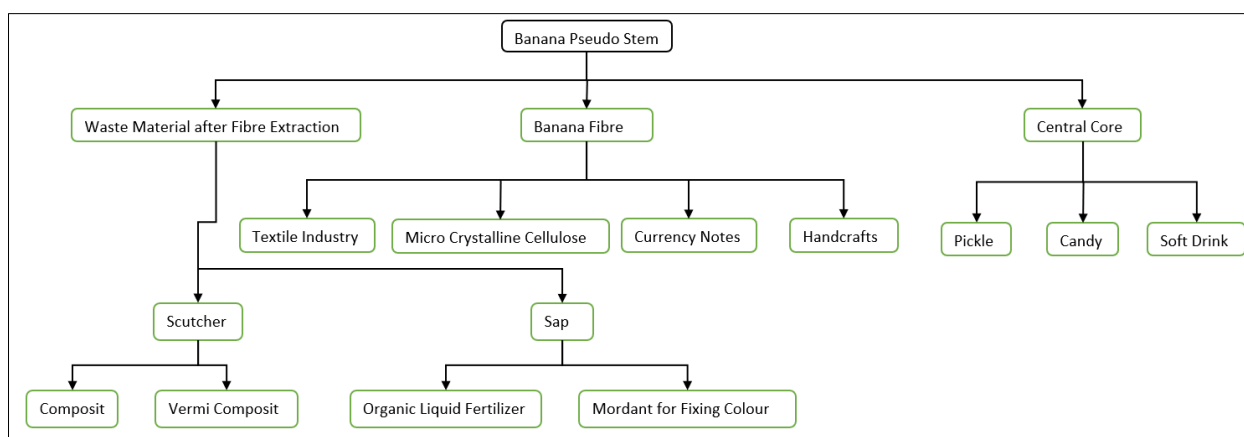 Banana Pseudo Stem
Waste Material after Fibre Extraction
Banana Fibre
Central Core
Textile Industry
Micro Crystalline Cellulose
Currency Notes
Handcrafts
Pickle
Candy
Soft Drink
Scutcher
Sap
Composit
Vermi Composit
Organic Liquid Fertilizer
Mordant for Fixing Colour